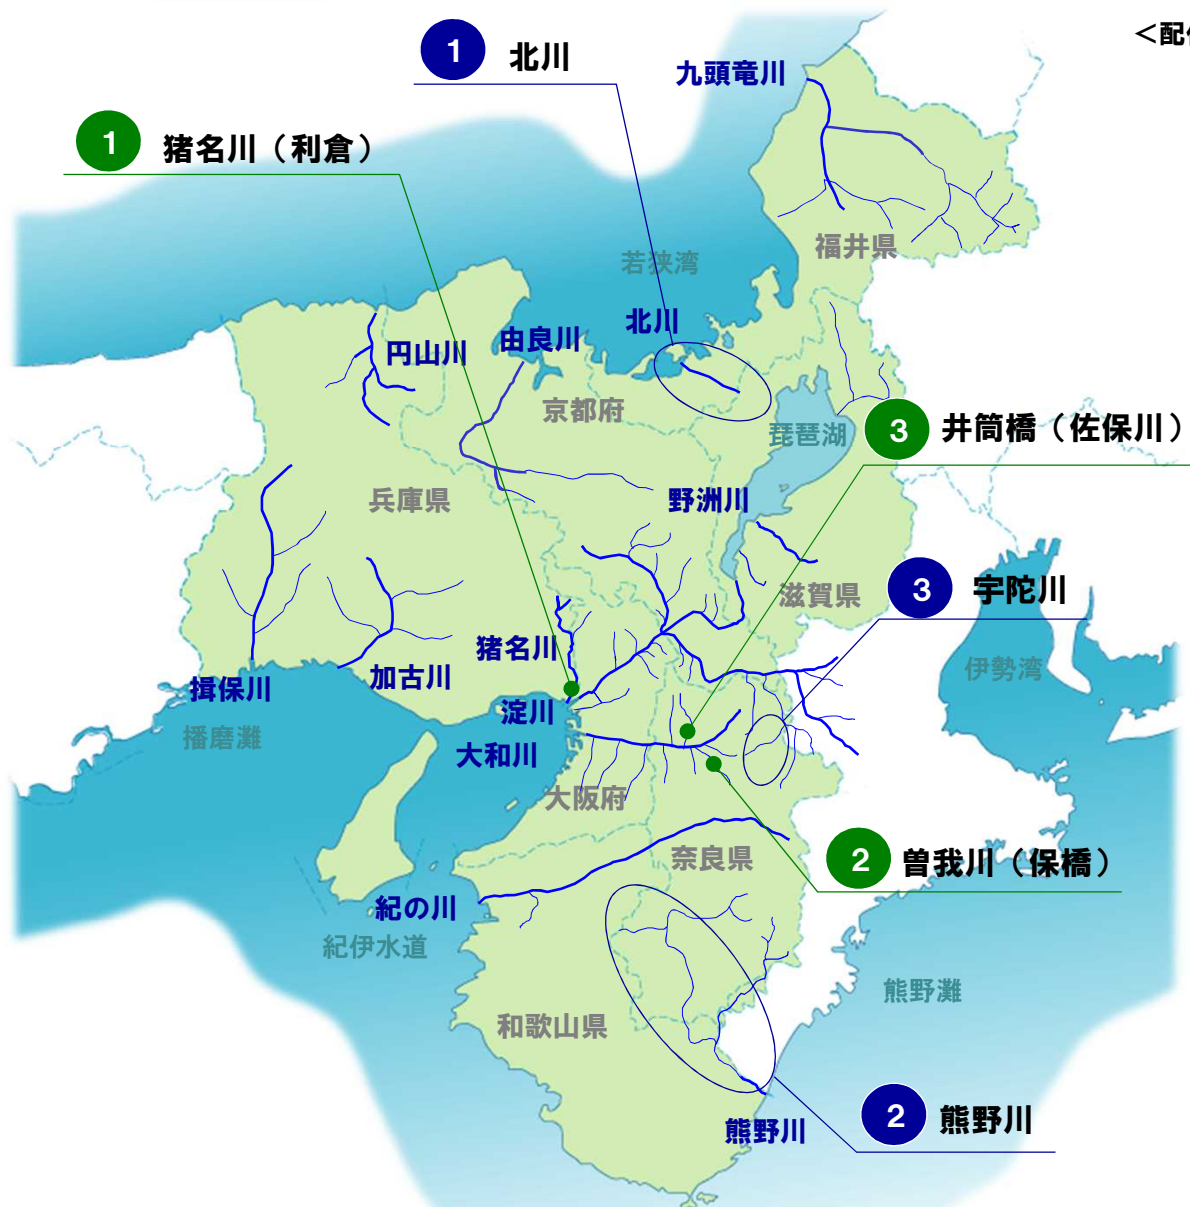 ＜配
1 北川
九頭竜川
1 猪名川（利倉）
福井県
若狭湾
北川
由良川
円山川
京都府
琵琶湖
3 井筒橋（佐保川）
兵庫県
野洲川
滋賀県
3 宇陀川
猪名川
伊勢湾
加古川
揖保川
淀川
播磨灘
大和川
大阪府
奈良県
2 曽我川（保橋）
紀の川
紀伊水道
熊野灘
和歌山県
2 熊野川
熊野川